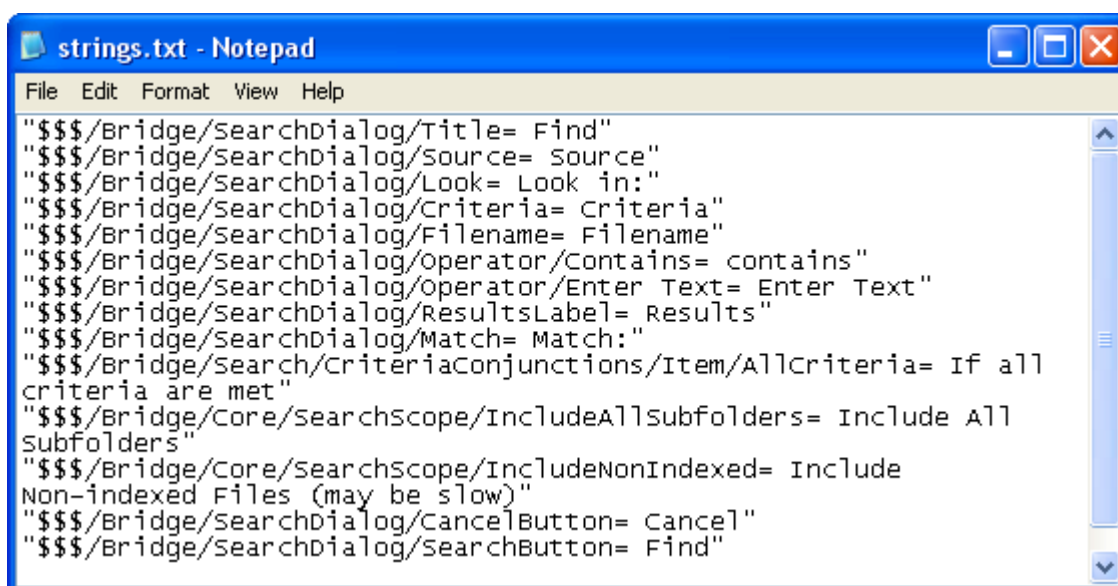 strings.txt - Notepad
File Edit Format View Help
"$$$/Bridge/SearchDialog/Title= Find"
"$$$/Bridge/SearchDialog/Source= Source"
"$$$/Bridge/SearchDialog/Look= Look in:"
"$$$/Bridge/SearchDialog/Criteria= Criteria"
"$$$/Bridge/SearchDialog/Filename= Filename"
"$$$/Bridge/SearchDialog/Operator/Contains= contains"
"$$$/Bridge/SearchDialog/Operator/Enter Text= Enter Text"
"$$$/Bridge/SearchDialog/ResultsLabel= Results"
"$$$/Bridge/SearchDialog/Match= Match:"
"$$$/Bridge/Search/CriteriaConjunctions/Item/AllCriteria= If all
criteria are met"
"$$$/Bridge/Core/SearchScope/IncludeAllSubfolders= Include All
Subfolders"
"$$$/Bridge/Core/SearchScope/IncludeNonIndexed= Include
Non-indexed Files (may be slow)"
"$$$/Bridge/SearchDialog/CancelButton= Cancel"
"$$$/Bridge/SearchDialog/SearchButton= Find"